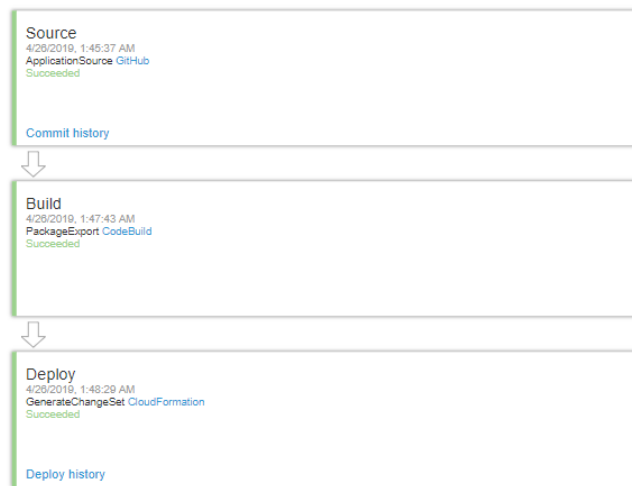 Source
4/26/2019, 1:45:37 AM
ApplicationSource GitHub
Succeeded
Commit history
Build
4/26/2019, 1:47:43 AM
PackageExport CodeBuild
Succeeded
Deploy
4/26/2019, 1:48:29 AM
GenerateChangeSet CloudFormation
Succeeded
Deploy history